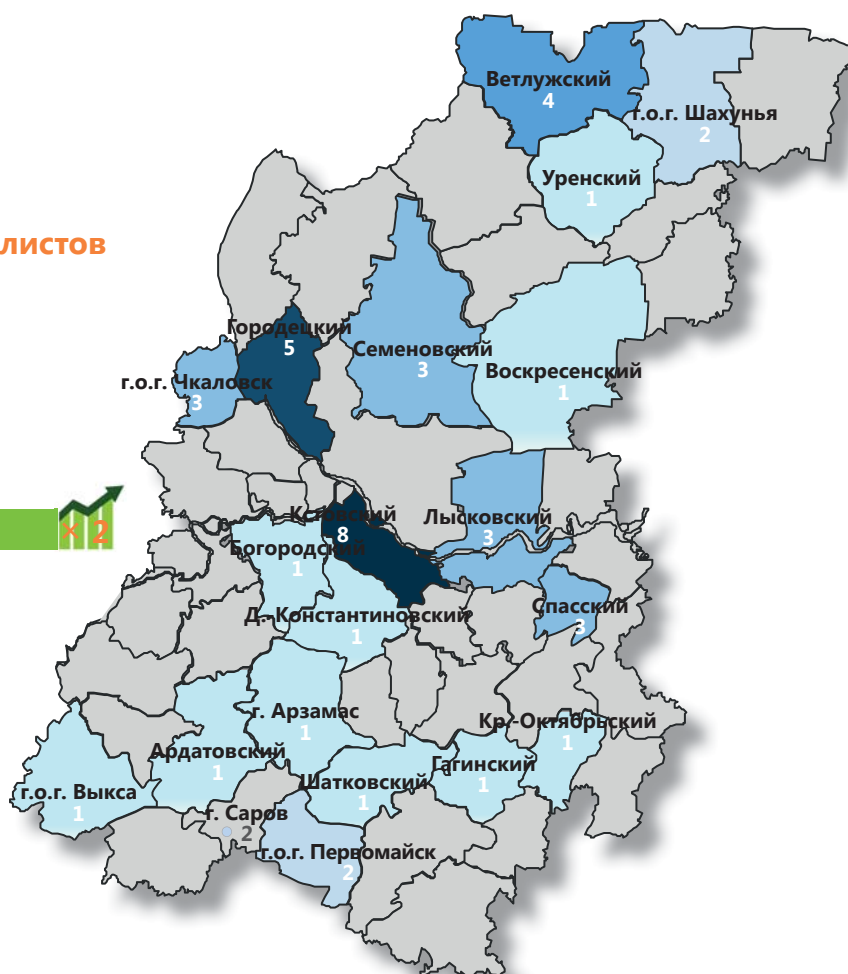 Ветлужский
4
г.о.г. Шахунья
2
Уренский
1
листов
Городецкий
5
Семеновский
3
Воскресенский
1
г.о.г. Чкаловск
3
× 2
Кстовский
8
Лысковский
3
Богородский
1
Спасский
3
Д.-Константиновский
1
г. Арзамас
1
Кр.-Октябрьский
1
Ардатовский
1
Гагинский
1
Шатковский
1
г.о.г. Выкса
1
г. Саров
2
г.о.г. Первомайск
2